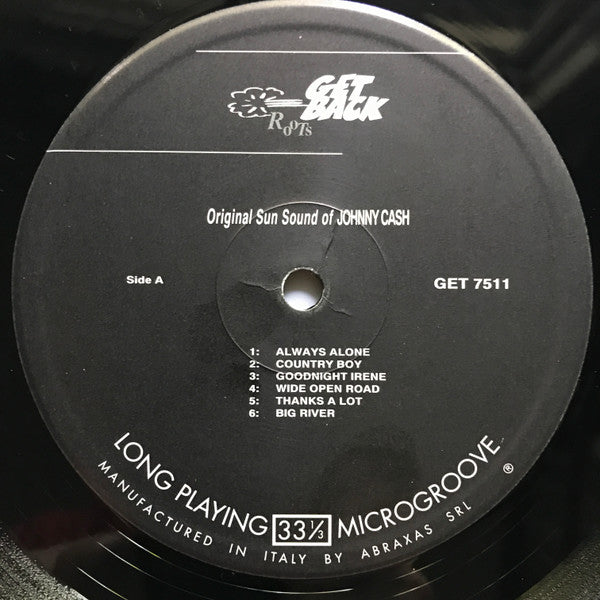 GET
BACK
RooTs
Original Sun Sound of JOHNNY CASH
Side A
GET 7511
1: ALWAYS ALONE
2: COUNTRY BOY
3: GOODNIGHT IRENE
4: WIDE OPEN ROAD
5: THANKS A LOT
6: BIG RIVER
LONG PLAYING 33 1/3 MICROGROOVE ®
MANUFACTURED IN ITALY BY ABRAXAS SRL